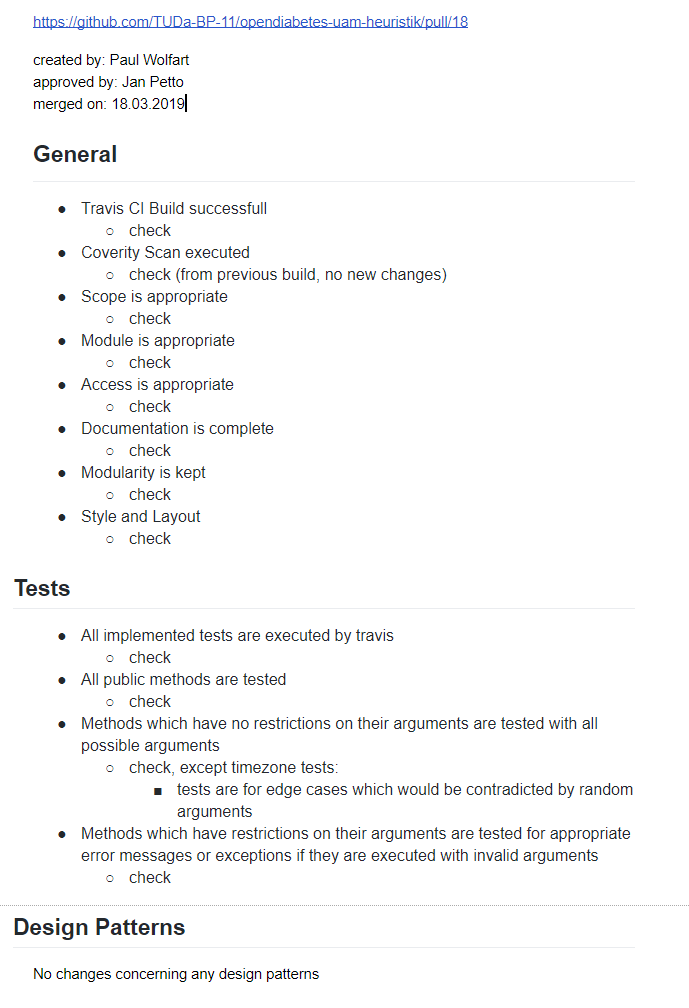 https://github.com/TUDa-BP-11/opendiabetes-uam-heuristik/pull/18
created by: Paul Wolfart
approved by: Jan Petto
merged on: 18.03.2019
General
● Travis CI Build successfull
○ check
● Coverity Scan executed
○ check (from previous build, no new changes)
● Scope is appropriate
○ check
● Module is appropriate
○ check
● Access is appropriate
○ check
● Documentation is complete
○ check
● Modularity is kept
○ check
● Style and Layout
○ check
Tests
● All implemented tests are executed by travis
○ check
● All public methods are tested
○ check
● Methods which have no restrictions on their arguments are tested with all
possible arguments
○ check, except timezone tests:
■ tests are for edge cases which would be contradicted by random
arguments
● Methods which have restrictions on their arguments are tested for appropriate
error messages or exceptions if they are executed with invalid arguments
○ check
Design Patterns
No changes concerning any design patterns